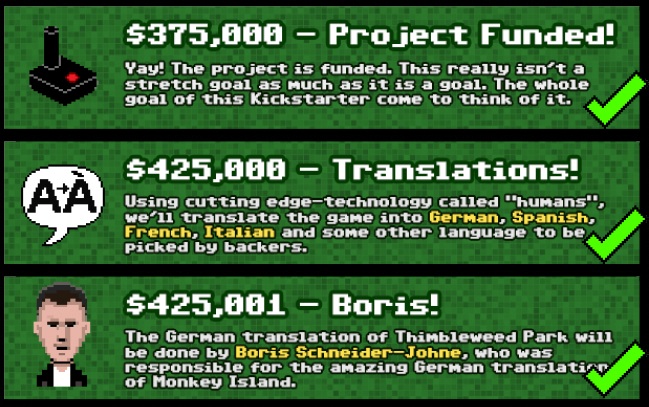 $375,000 – Project Funded!
Yay! The project is funded. This really isn't a
stretch goal as much as it is a goal. The whole
goal of this Kickstarter come to think of it.
$425,000 – Translations!
AA→À
Using cutting edge-technology called "humans",
we'll translate the game into German, Spanish,
French, Italian and some other language to be
picked by backers.
$425,001 – Boris!
The German translation of Thimbleweed Park will
be done by Boris Schneider-Johne, who was
responsible for the amazing German translation
of Monkey Island.